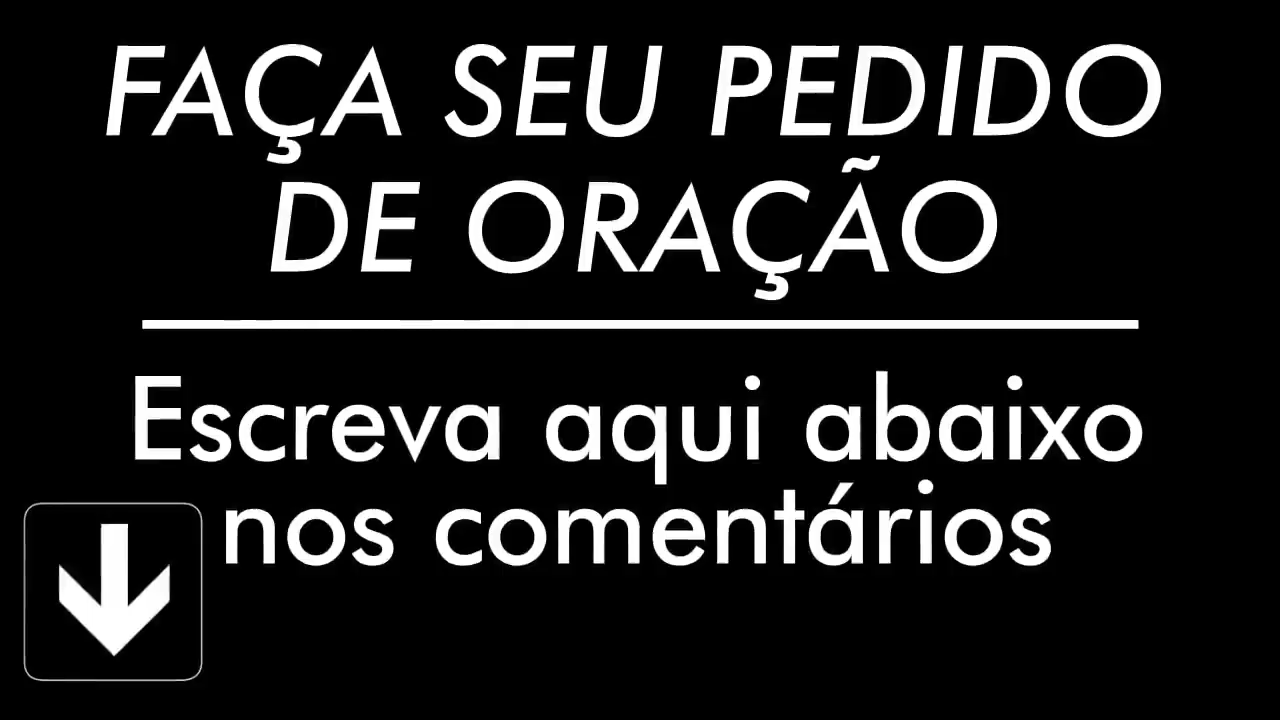 FAÇA SEU PEDIDO
DE ORAÇÃO
Escreva aqui abaixo
nos comentários